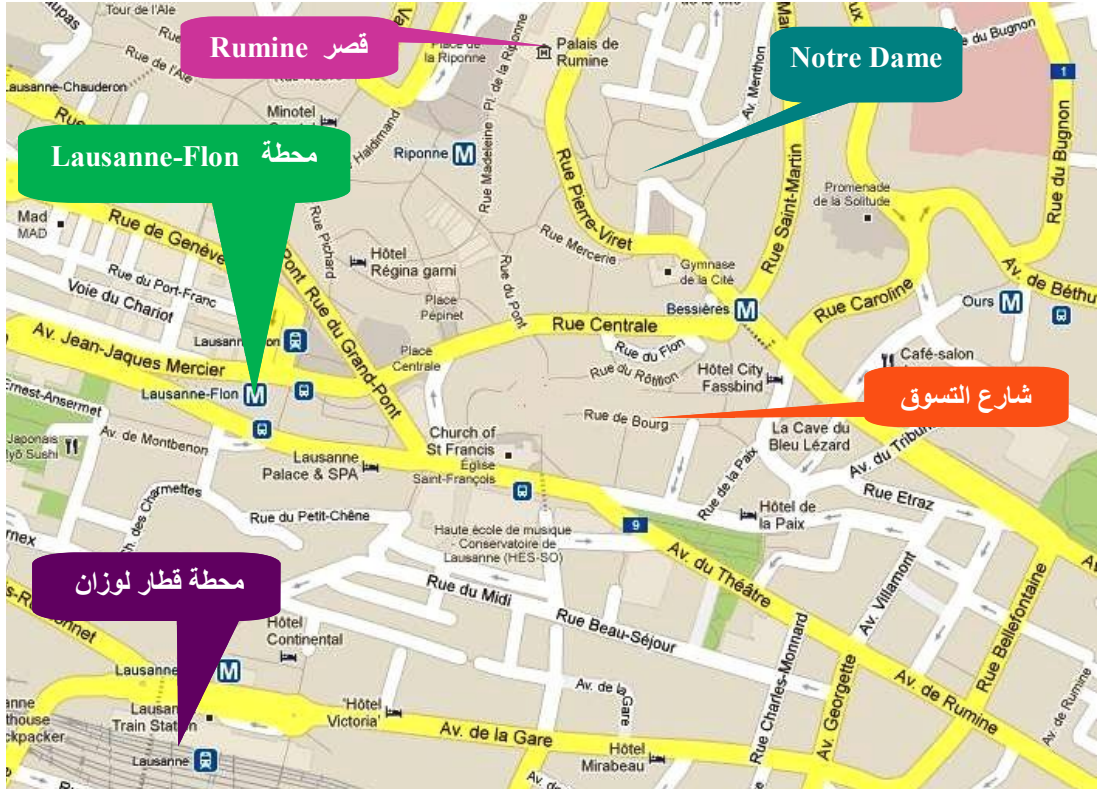 Tour de l'Ale
Rue de l'Ale
Lausanne-Chauderon
قصر Rumine
Place de
la Riponne
Palais de
Rumine
Notre Dame
Av. Menthon
Rue du Bugnon
1
Rue du Bugnon
Minotel
Riponne
M
Haldimand
Rue Madeleine
Pl. de la Riponne
محطة Lausanne-Flon
Rue Pierre-Viret
Rue Saint-Martin
Promenade
de la Solitude
Mad
MAD
Rue de Genève
Rue Pichard
Hôtel
Régina garni
Rue Mercerie
Gymnase
de la Cité
Rue du Port-Franc
Voie du Chariot
Place
Pépinet
Rue du Pont
Bessières
M
Rue Caroline
Ours
M
Av. de Béthu
Rue Centrale
Av. Jean-Jaques Mercier
Rue du Grand-Pont
Place
Centrale
Rue du Flon
Rue du Rôtillon
Hôtel City
Fassbind
Café-salon
Lausanne-Flon
M
شارع التسوق
Ernest-Ansermet
Rue de Bourg
La Cave du
Bleu Lézard
Japonais
Av. de Montbenon
Lausanne
Palace & SPA
Church of
St Francis
Église
Saint-François
Rue de la Paix
Av. du Tribun
Rue Etraz
Hôtel de
la Paix
Ch. des Charmettes
Rue du Petit-Chêne
Haute école de musique
- Conservatoire de
Lausanne (HES-SO)
9
Av. du Théâtre
Av. Villamont
Rue Bellefontaine
محطة قطار لوزان
Rue du Midi
Rue Beau-Séjour
Hôtel
Continental
Lausanne
M
Rue Charles-Monnard
Av. Georgette
Av. de Rumine
Av. de Rumine
Av. de la
Gare
Train Station
'Hôtel
Victoria'
Av. de la Gare
Hôtel
Mirabeau
Lausanne